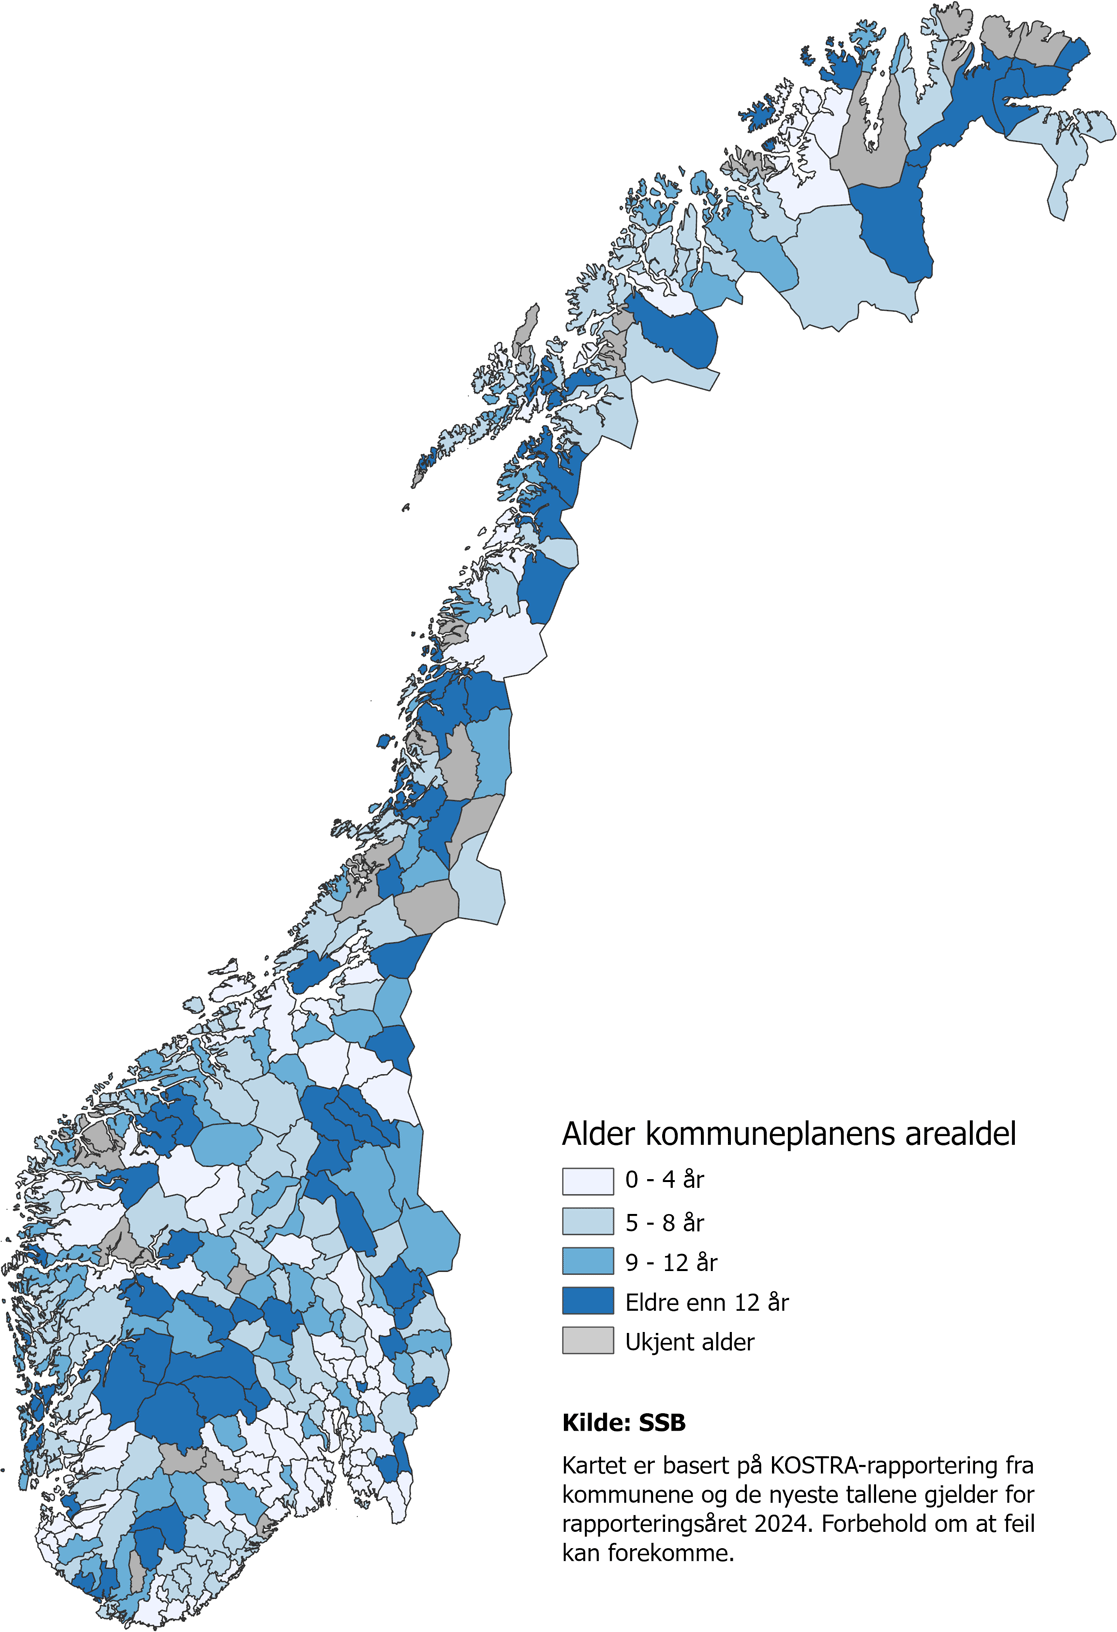 Alder kommuneplanens arealdel
0 - 4 år
5 - 8 år
9 - 12 år
Eldre enn 12 år
Ukjent alder
Kilde: SSB
Kartet er basert på KOSTRA-rapportering fra
kommunene og de nyeste tallene gjelder for
rapporteringsåret 2024. Forbehold om at feil
kan forekomme.